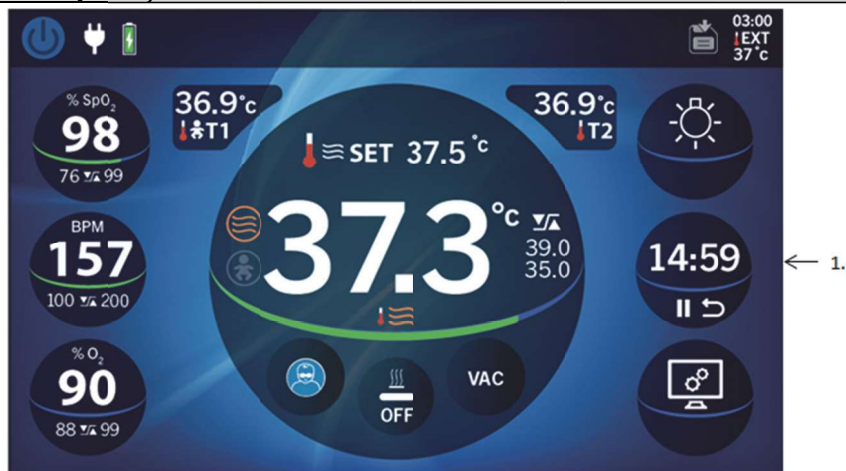 03:00
EXT
37°c
% SpO₂
98
76 99
36.9°c
T1
36.9°c
T2
SET 37.5°c
37.3°c
39.0
35.0
BPM
157
100 200
14:59
1.
% O₂
90
88 99
OFF
VAC